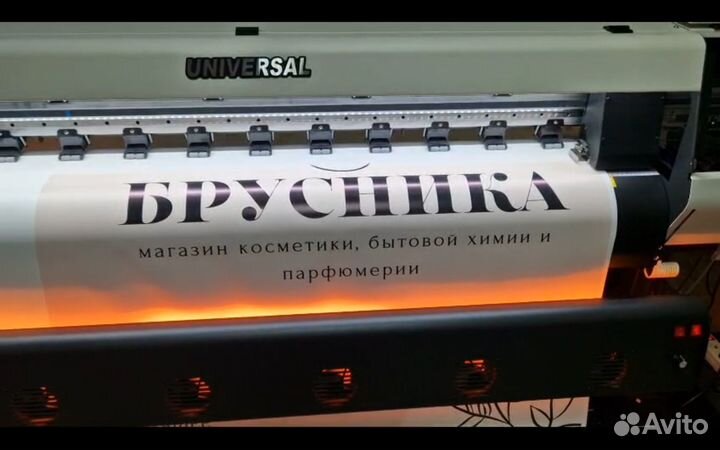 UNIVERSAL
БРУСНИКА
магазин косметики, бытовой химии и
парфюмерии
Avito